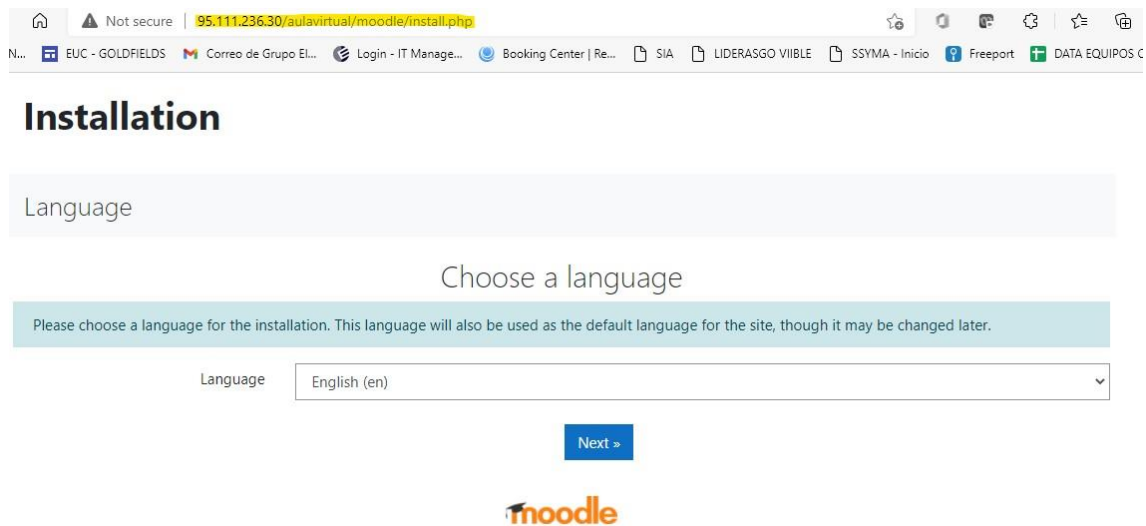 Not secure 95.111.236.30/aulavirtual/moodle/install.php
N... EUC - GOLDFIELDS Correo de Grupo El... Login - IT Manage... Booking Center | Re... SIA LIDERASGO VIIBLE SSYMA - Inicio Freeport DATA EQUIPOS C
Installation
Language
Choose a language
Please choose a language for the installation. This language will also be used as the default language for the site, though it may be changed later.
Language English (en)
Next »
moodle